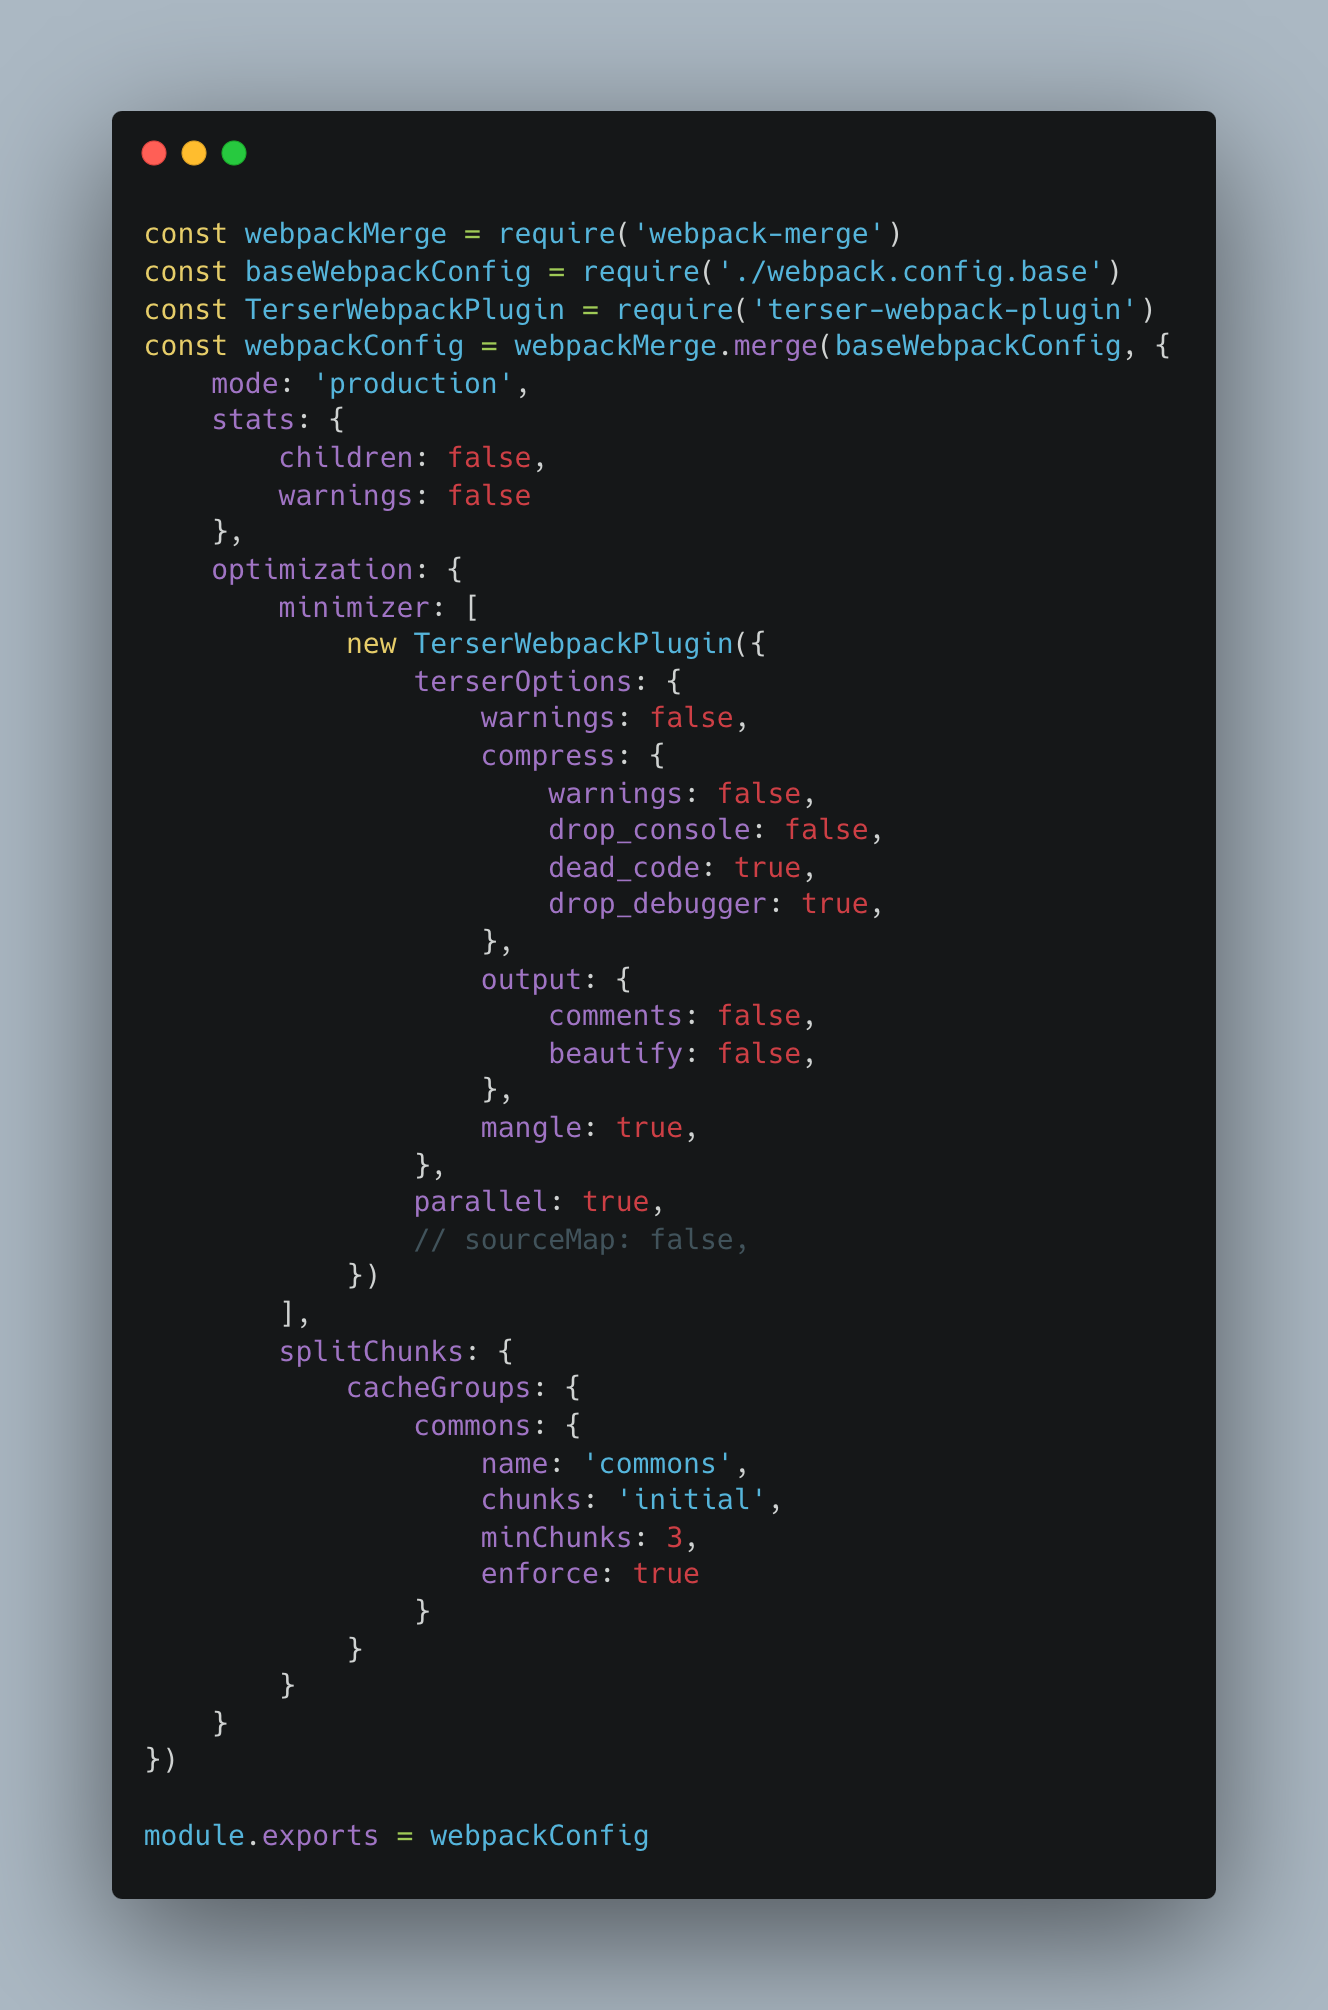 const webpackMerge = require('webpack-merge')
const baseWebpackConfig = require('./webpack.config.base')
const TerserWebpackPlugin = require('terser-webpack-plugin')
const webpackConfig = webpackMerge.merge(baseWebpackConfig, {
    mode: 'production',
    stats: {
        children: false,
        warnings: false
    },
    optimization: {
        minimizer: [
            new TerserWebpackPlugin({
                terserOptions: {
                    warnings: false,
                    compress: {
                        warnings: false,
                        drop_console: false,
                        dead_code: true,
                        drop_debugger: true,
                    },
                    output: {
                        comments: false,
                        beautify: false,
                    },
                    mangle: true,
                },
                parallel: true,
                // sourceMap: false,
            })
        ],
        splitChunks: {
            cacheGroups: {
                commons: {
                    name: 'commons',
                    chunks: 'initial',
                    minChunks: 3,
                    enforce: true
                }
            }
        }
    }
})

module.exports = webpackConfig